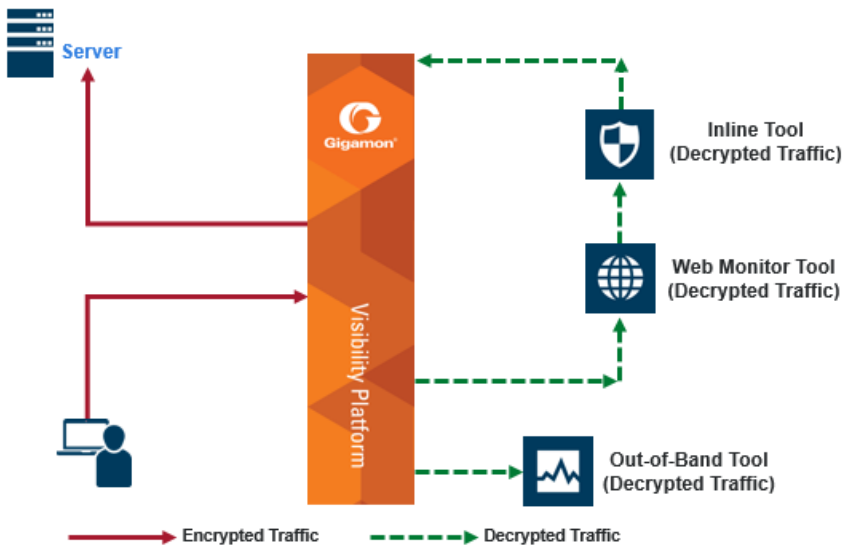 Server
Gigamon®
Inline Tool
(Decrypted Traffic)
Web Monitor Tool
(Decrypted Traffic)
Visibility Platform
Out-of-Band Tool
(Decrypted Traffic)
Encrypted Traffic
Decrypted Traffic